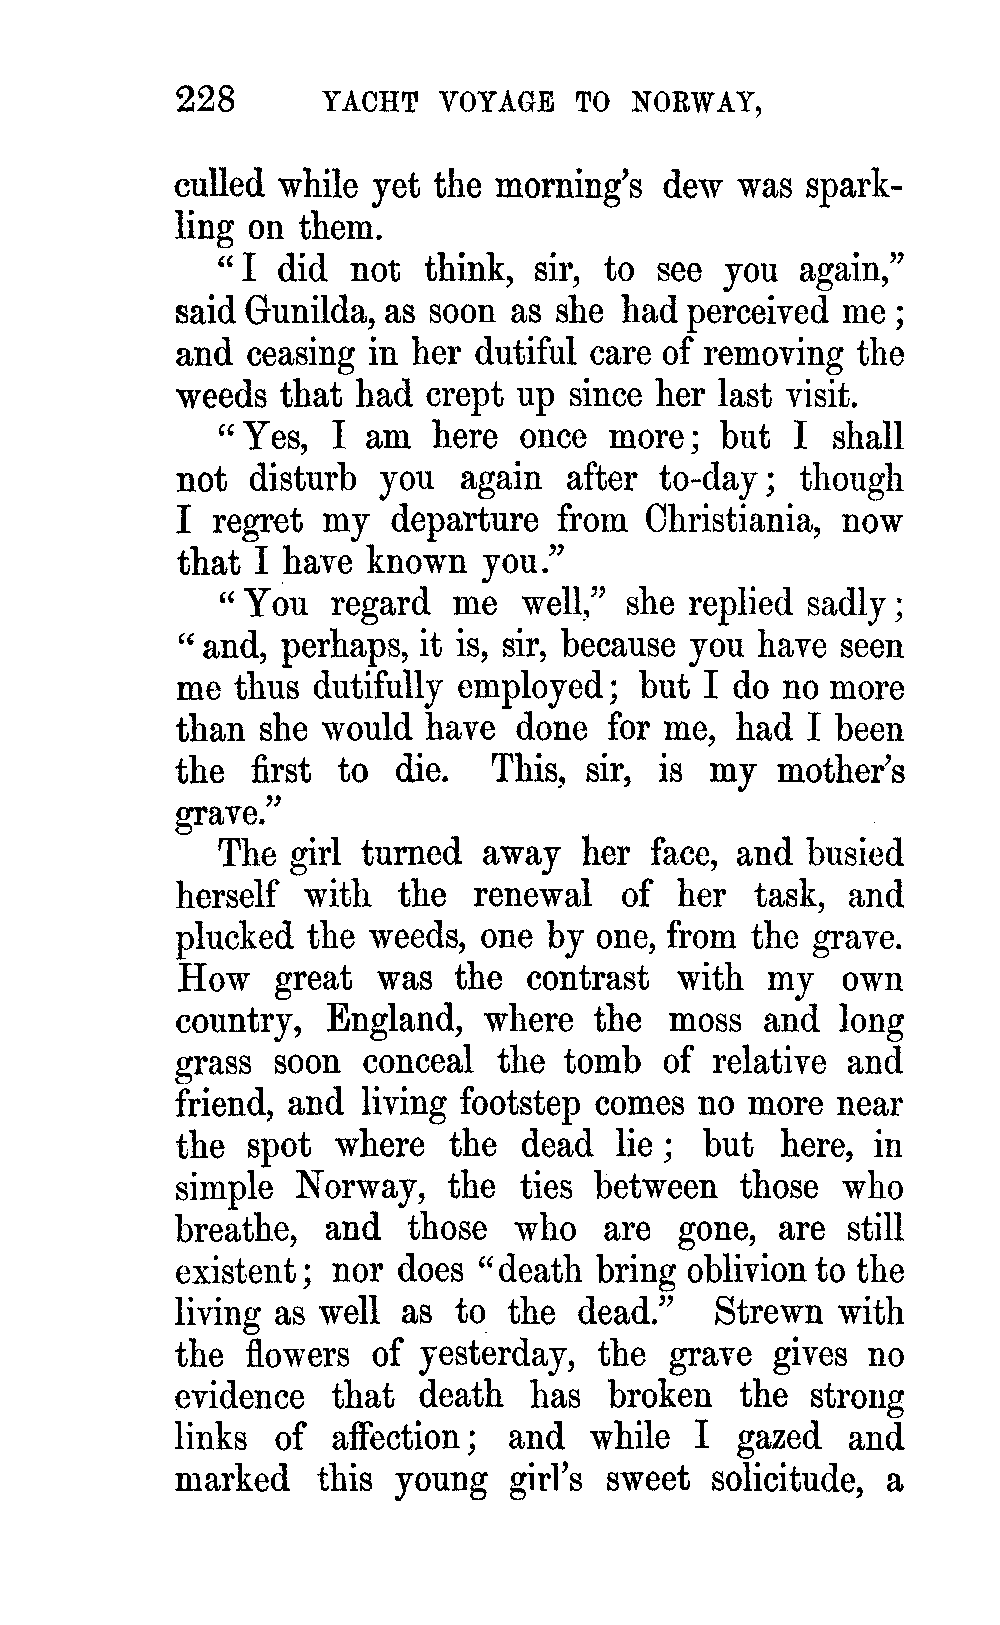 228 YACHT VOYAGE TO NORWAY,
culled while yet the morning's dew was spark-
ling on them.
"I did not think, sir, to see you again,"
said Gunilda, as soon as she had perceived me;
and ceasing in her dutiful care of removing the
weeds that had crept up since her last visit.
"Yes, I am here once more; but I shall
not disturb you again after to-day; though
I regret my departure from Christiania, now
that I have known you."
"You regard me well," she replied sadly;
"and, perhaps, it is, sir, because you have seen
me thus dutifully employed; but I do no more
than she would have done for me, had I been
the first to die. This, sir, is my mother's
grave."
The girl turned away her face, and busied
herself with the renewal of her task, and
plucked the weeds, one by one, from the grave.
How great was the contrast with my own
country, England, where the moss and long
grass soon conceal the tomb of relative and
friend, and living footstep comes no more near
the spot where the dead lie; but here, in
simple Norway, the ties between those who
breathe, and those who are gone, are still
existent; nor does "death bring oblivion to the
living as well as to the dead." Strewn with
the flowers of yesterday, the grave gives no
evidence that death has broken the strong
links of affection; and while I gazed and
marked this young girl's sweet solicitude, a